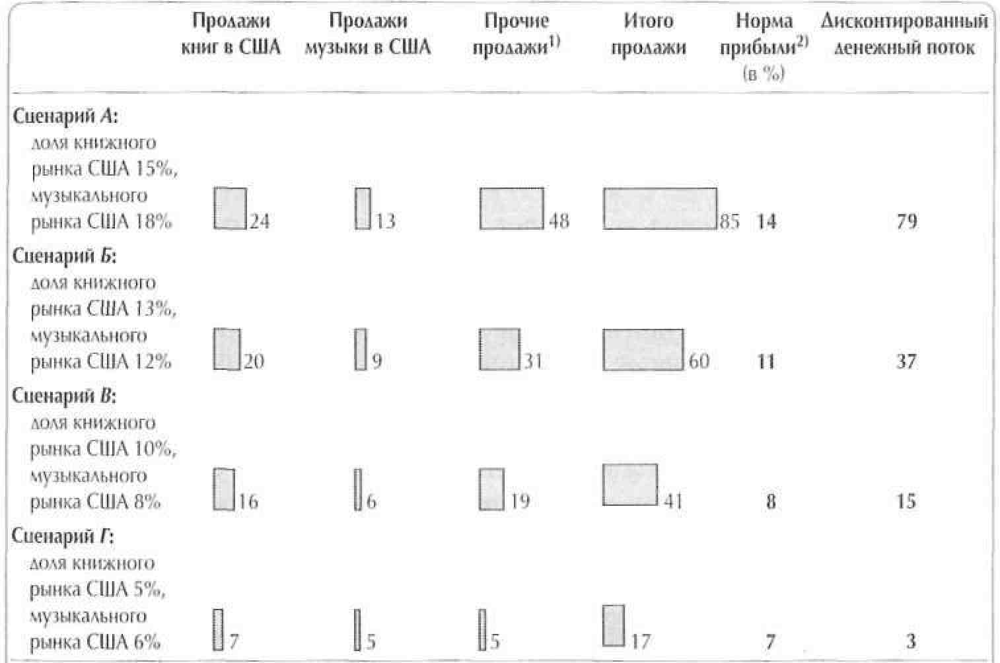 Продажи книг в США
Продажи музыки в США
Прочие продажи¹⁾
Итого продажи
Норма прибыли²⁾ (в %)
Дисконтированный денежный поток
Сценарий А:
доля книжного
рынка США 15%,
музыкального
рынка США 18% 24 13 48 85 14 79
Сценарий Б:
доля книжного
рынка США 13%,
музыкального
рынка США 12% 20 9 31 60 11 37
Сценарий В:
доля книжного
рынка США 10%,
музыкального
рынка США 8% 16 6 19 41 8 15
Сценарий Г:
доля книжного
рынка США 5%,
музыкального
рынка США 6% 7 5 5 17 7 3